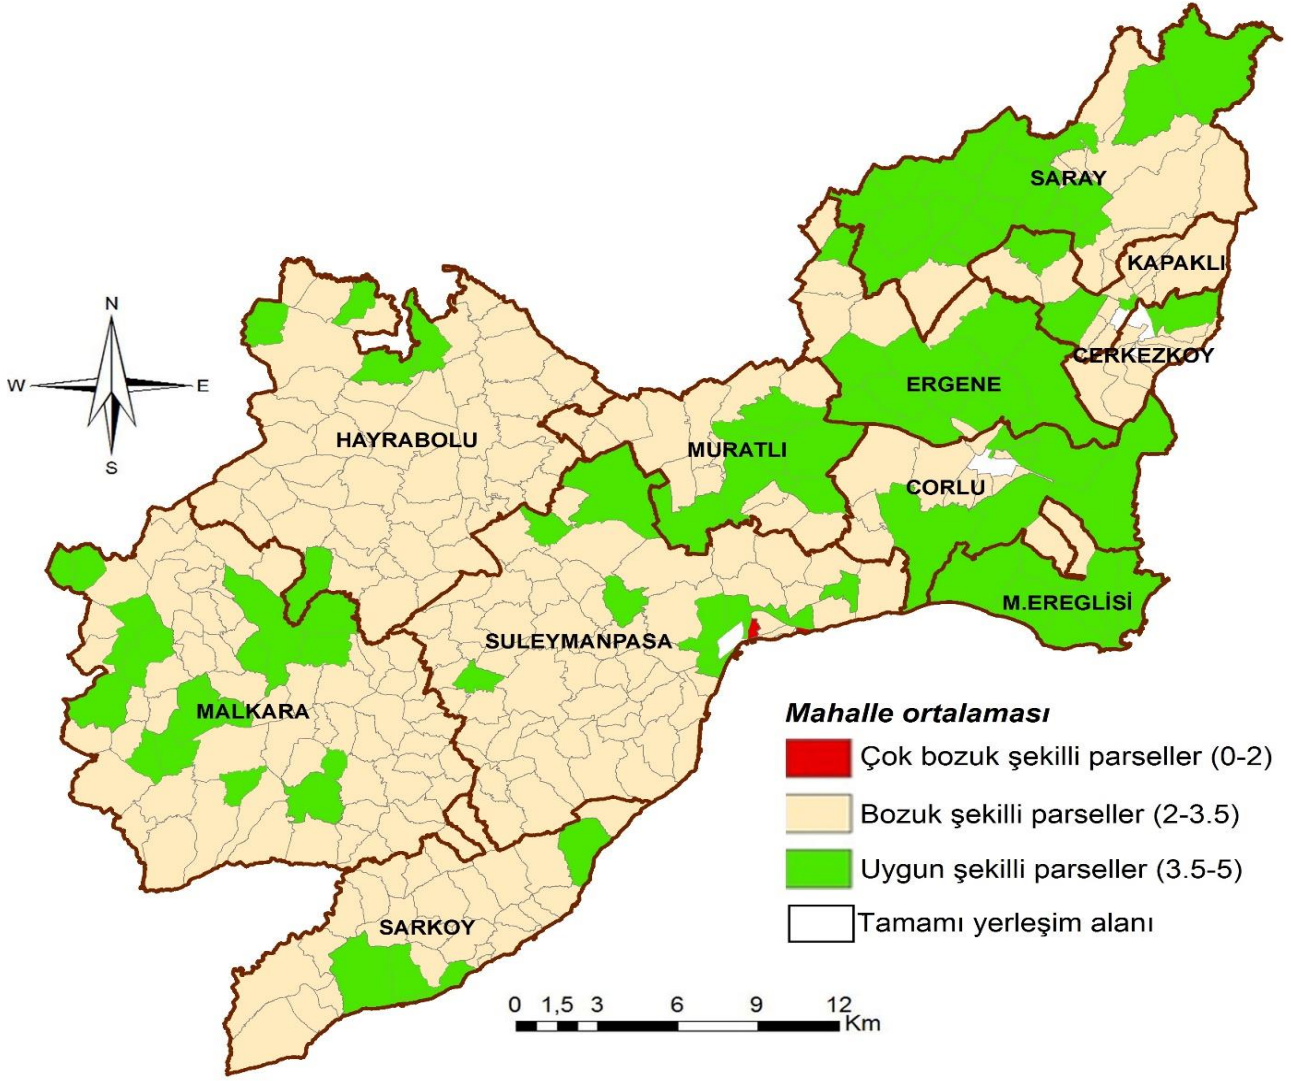 SARAY
KAPAKLI
N
W
E
S
CERKEZKOY
ERGENE
HAYRABOLU
MURATLI
CORLU
M.EREGLİSİ
SULEYMANPASA
MALKARA
SARKOY
Mahalle ortalaması
Çok bozuk şekilli parseller (0-2)
Bozuk şekilli parseller (2-3.5)
Uygun şekilli parseller (3.5-5)
Tamamı yerleşim alanı
0 1,5 3 6 9 12
Km